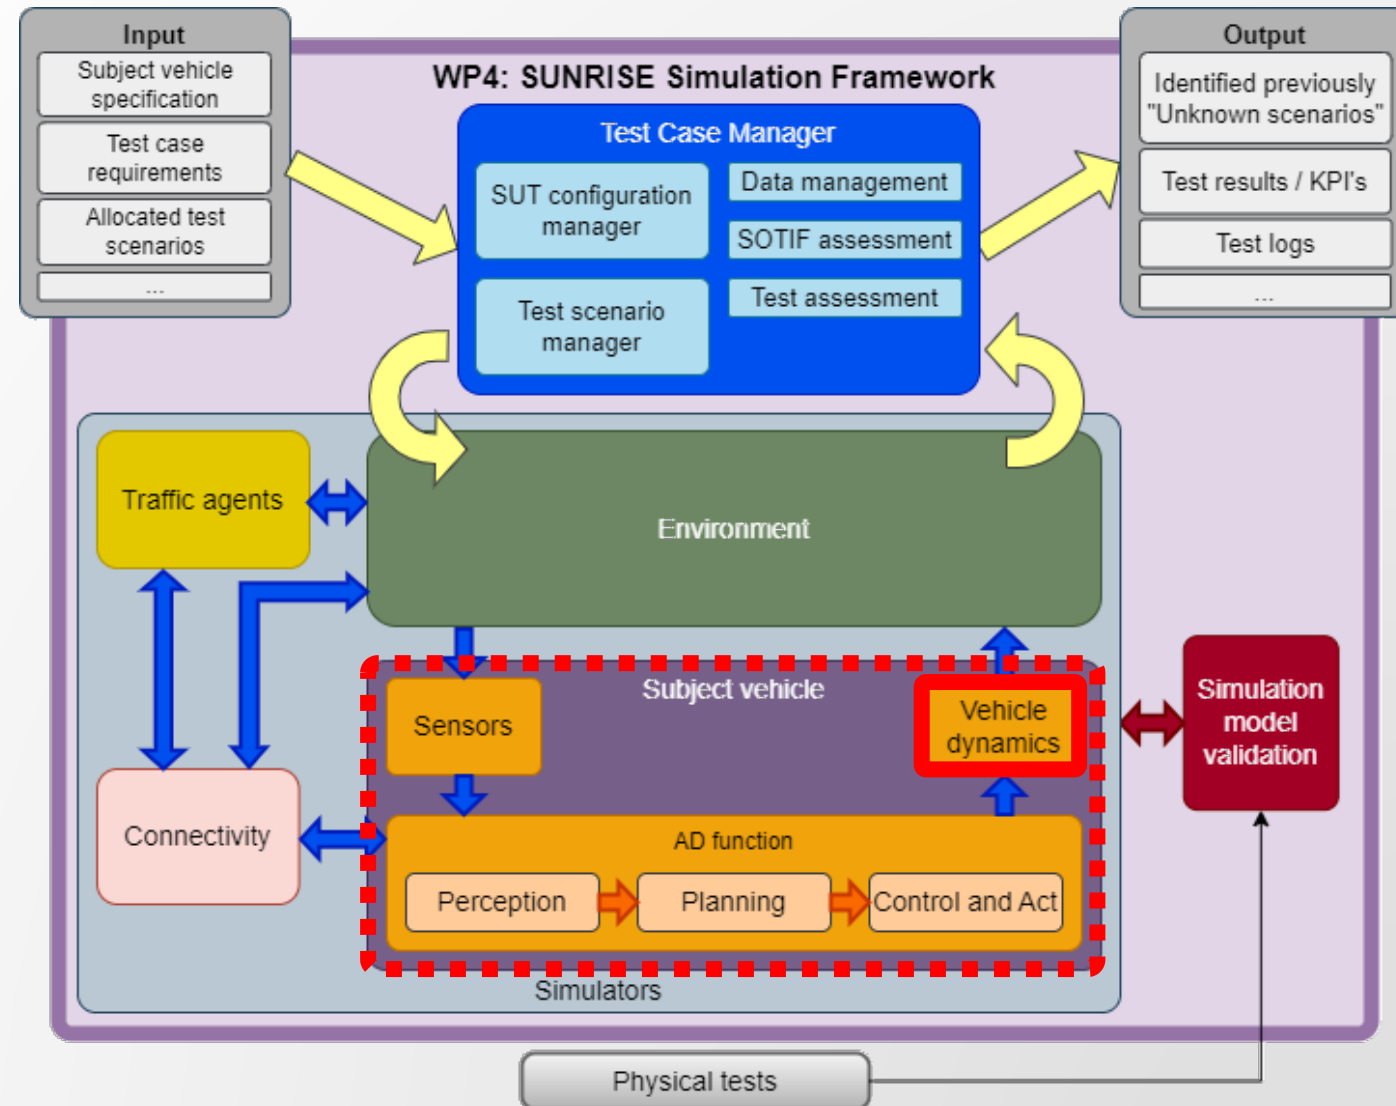 Input
Subject vehicle
specification
Test case
requirements
Allocated test
scenarios
...
Output
Identified previously
"Unknown scenarios"
Test results / KPI's
Test logs
...
WP4: SUNRISE Simulation Framework
Test Case Manager
SUT configuration
manager
Test scenario
manager
Data management
SOTIF assessment
Test assessment
Traffic agents
Environment
Connectivity
Subject vehicle
Sensors
Vehicle
dynamics
AD function
Perception
Planning
Control and Act
Simulators
Simulation
model
validation
Physical tests